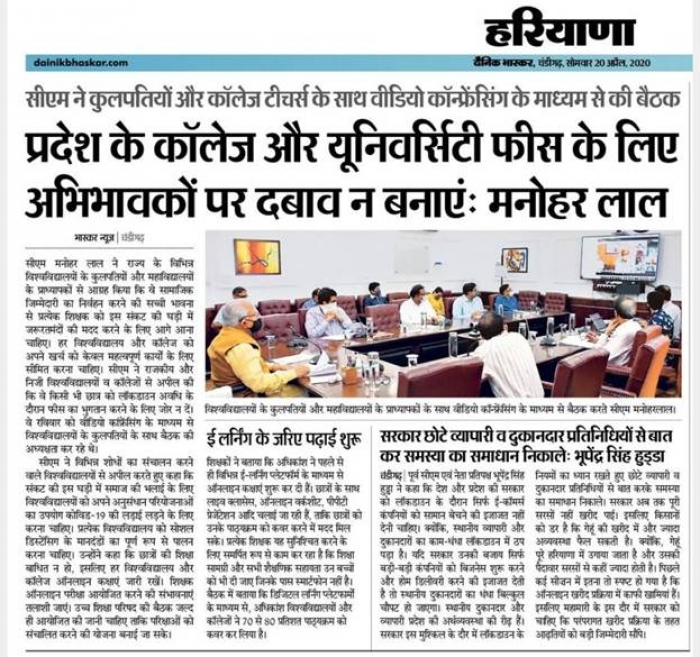 हरियाणा
dainikbhaskar.com
दैनिक भास्कर, चंडीगढ़, सोमवार 20 अप्रैल, 2020
सीएम ने कुलपतियों और कॉलेज टीचर्स के साथ वीडियो कॉन्फ्रेंसिंग के माध्यम से की बैठक
प्रदेश के कॉलेज और यूनिवर्सिटी फीस के लिए
अभिभावकों पर दबाव न बनाएं: मनोहर लाल
भास्कर न्यूज | चंडीगढ़
सीएम मनोहर लाल ने राज्य के विभिन्न
विश्वविद्यालयों के कुलपतियों और महाविद्यालयों
के प्राध्यापकों से आग्रह किया कि वे सामाजिक
जिम्मेदारी का निर्वहन करने की सच्ची भावना
से प्रत्येक शिक्षक को इस संकट की घड़ी में
जरूरतमंदों की मदद करने के लिए आगे आना
चाहिए। हर विश्वविद्यालय और कॉलेज को
अपने खर्च को केवल महत्वपूर्ण कार्यों के लिए
सीमित करना चाहिए। सीएम ने राजकीय और
निजी विश्वविद्यालयों व कॉलेजों से अपील की
कि वे किसी भी छात्र को लॉकडाउन अवधि के
दौरान फीस का भुगतान करने के लिए जोर न दें।
वे रविवार को वीडियो कांफ्रेंसिंग के माध्यम से
विश्वविद्यालयों के कुलपतियों के साथ बैठक की
अध्यक्षता कर रहे थे।
सीएम ने विभिन्न शोधों का संचालन करने
वाले विश्वविद्यालयों से अपील करते हुए कहा कि
संकट की इस घड़ी में समाज की भलाई के लिए
विश्वविद्यालयों को अपने अनुसंधान परियोजनाओं
का उपयोग कोविड-19 की लड़ाई लड़ने के लिए
करना चाहिए। प्रत्येक विश्वविद्यालय को सोशल
डिस्टेंसिंग के मानदंडों का पूर्ण रूप से पालन
करना चाहिए। उन्होंने कहा कि छात्रों की शिक्षा
बाधित न हो, इसलिए हर विश्वविद्यालय और
कॉलेज ऑनलाइन कक्षाएं जारी रखें। शिक्षक
ऑनलाइन परीक्षा आयोजित करने की संभावनाएं
तलाशी जाएं। उच्च शिक्षा परिषद की बैठक जल्द
ही आयोजित की जानी चाहिए ताकि परीक्षाओं को
संचालित करने की योजना बनाई जा सके।
विश्वविद्यालयों के कुलपतियों और महाविद्यालयों के प्राध्यापकों के साथ वीडियो कॉन्फ्रेंसिंग के माध्यम से बैठक करते सीएम मनोहरलाल।
ई लर्निंग के जरिए पढ़ाई शुरू
शिक्षकों ने बताया कि अधिकांश ने पहले से
ही विभिन्न ई-लर्निंग प्लेटफॉर्म के माध्यम से
ऑनलाइन कक्षाएं शुरू कर दी हैं। छात्रों के साथ
लाइव क्लासेस, ऑनलाइन वर्कशीट, पीपीटी
प्रेजेंटेशन आदि चलाई जा रही हैं, ताकि छात्रों को
उनके पाठ्यक्रम को कवर करने में मदद मिल
सके। प्रत्येक शिक्षक यह सुनिश्चित करने के
लिए समर्पित रूप से काम कर रहा है कि शिक्षा
सामग्री और सभी शैक्षणिक सहायता उन बच्चों
को भी दी जाए जिनके पास स्मार्टफोन नहीं है।
बैठक में बताया कि डिजिटल लर्निंग प्लेटफार्मों
के माध्यम से, अधिकांश विश्वविद्यालयों और
कॉलेजों ने 70 से 80 प्रतिशत पाठ्यक्रमों को
कवर कर लिया है।
सरकार छोटे व्यापारी व दुकानदार प्रतिनिधियों से बात
कर समस्या का समाधान निकाले: भूपेंद्र सिंह हुड्डा
चंडीगढ़ | पूर्व सीएम एवं नेता प्रतिपक्ष भूपेंद्र सिंह
हुड्डा ने कहा कि देश और प्रदेश की सरकार
को लॉकडाउन के दौरान सिर्फ ई-कॉमर्स
कंपनियों को सामान बेचने की इजाजत नहीं
देनी चाहिए। क्योंकि, स्थानीय व्यापारी और
दुकानदारों का काम-धंधा लॉकडाउन में ठप
पड़ा है। यदि सरकार उनकी बजाय सिर्फ
बड़ी-बड़ी कंपनियों को बिजनेस शुरू करने
और होम डिलीवरी करने की इजाजत देती
है तो स्थानीय दुकानदारों का धंधा बिल्कुल
चौपट हो जाएगा। स्थानीय दुकानदार और
व्यापारी प्रदेश की अर्थव्यवस्था की रीढ़ हैं।
सरकार इस मुश्किल के दौर में लॉकडाउन के
नियमों का ध्यान रखते हुए छोटे व्यापारी व
दुकानदार प्रतिनिधियों से बात करके समस्या
का समाधान निकाले। सरकार अब तक पूरी
सरसों नहीं खरीद पाई। इसलिए किसानों
को डर है कि गेहूं की खरीद में और ज्यादा
अव्यवस्था फैल सकती है। क्योंकि, गेहूं
पूरे हरियाणा में उगाया जाता है और उसकी
पैदावार सरसों से कहीं ज्यादा होती है। पिछले
कई सीजन में इतना तो स्पष्ट हो गया है कि
ऑनलाइन खरीद प्रक्रिया में काफी खामियां हैं।
इसलिए महामारी के इस दौर में सरकार को
चाहिए कि परंपरागत खरीद प्रक्रिया के तहत
आढ़तियों को बड़ी जिम्मेदारी सौंपे।